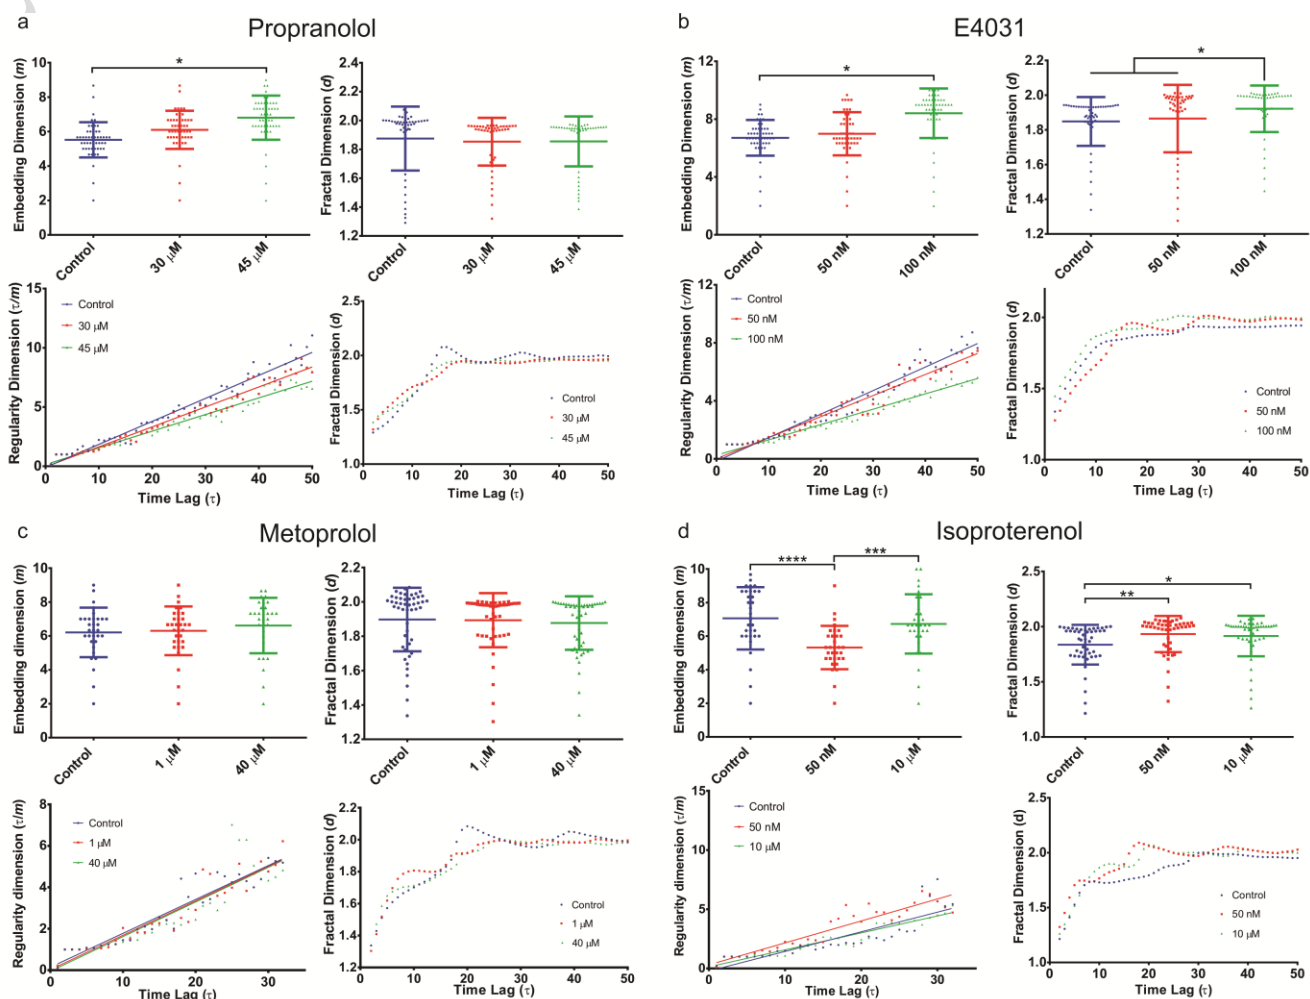 a
Propranolol
*
Embedding Dimension (m)
10
8
6
4
2
0
Control
30 μM
45 μM
Fractal Dimension (d)
2.4
2.2
2.0
1.8
1.6
1.4
1.2
Control
30 μM
45 μM
Regularity Dimension (τ/m)
15
10
5
0
Control
30 μM
45 μM
0
10
20
30
40
50
Time Lag (τ)
Fractal Dimension (d)
2.5
2.0
1.5
1.0
Control
30 μM
45 μM
0
10
20
30
40
50
Time Lag (τ)
b
E4031
*
Embedding Dimension (m)
12
9
6
3
0
Control
50 nM
100 nM
*
Fractal Dimension (d)
2.2
2.0
1.8
1.6
1.4
1.2
Control
50 nM
100 nM
Regularity Dimension (τ/m)
12
8
4
0
Control
50 nM
100 nM
0
10
20
30
40
50
Time Lag (τ)
Fractal Dimension (d)
2.0
1.5
1.0
Control
50 nM
100 nM
0
10
20
30
40
50
Time Lag (τ)
c
Metoprolol
Embedding dimension (m)
10
8
6
4
2
0
Control
1 μM
40 μM
Fractal Dimension (d)
2.2
2.0
1.8
1.6
1.4
1.2
Control
1 μM
40 μM
Regularity dimension (τ/m)
8
6
4
2
0
Control
1 μM
40 μM
0
10
20
30
Time Lag (τ)
Fractal Dimension (d)
2.2
2.0
1.8
1.6
1.4
1.2
Control
1 μM
40 μM
0
10
20
30
40
50
Time Lag (τ)
d
Isoproterenol
****
***
Embedding dimension (m)
10
8
6
4
2
0
Control
50 nM
10 μM
*
**
Fractal Dimension (d)
2.5
2.0
1.5
1.0
Control
50 nM
10 μM
Regularity dimension (τ/m)
15
10
5
0
Control
50 nM
10 μM
0
10
20
30
Time Lag (τ)
Fractal Dimension (d)
2.5
2.0
1.5
1.0
Control
50 nM
10 μM
0
10
20
30
40
50
Time Lag (τ)